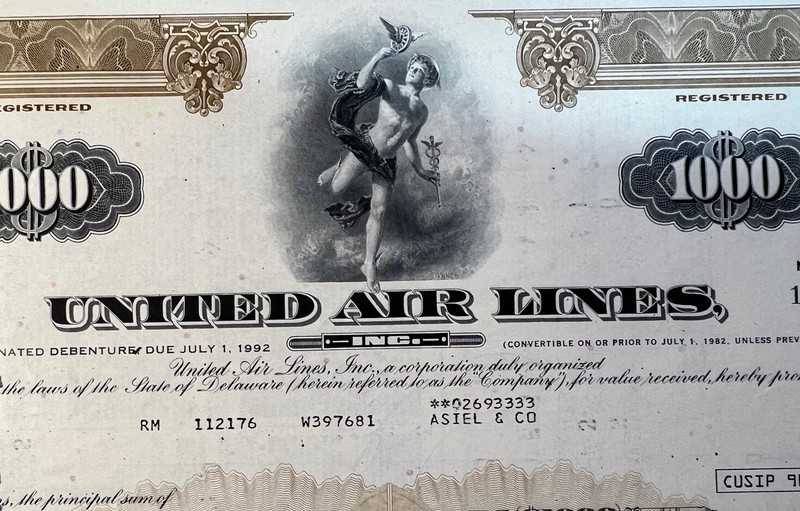 REGISTERED
REGISTERED
000
1000
UNITED AIR LINES,
INC.
NATED DEBENTURE, DUE JULY 1, 1992
(CONVERTIBLE ON OR PRIOR TO JULY 1, 1982, UNLESS PREV
United Air Lines, Inc., a corporation duly organized
the laws of the State of Delaware (herein referred to as the "Company"), for value received, hereby pro
**02693333
RM 112176 W397681 ASIEL & CO
CUSIP 9
s, the principal sum of
($1000)